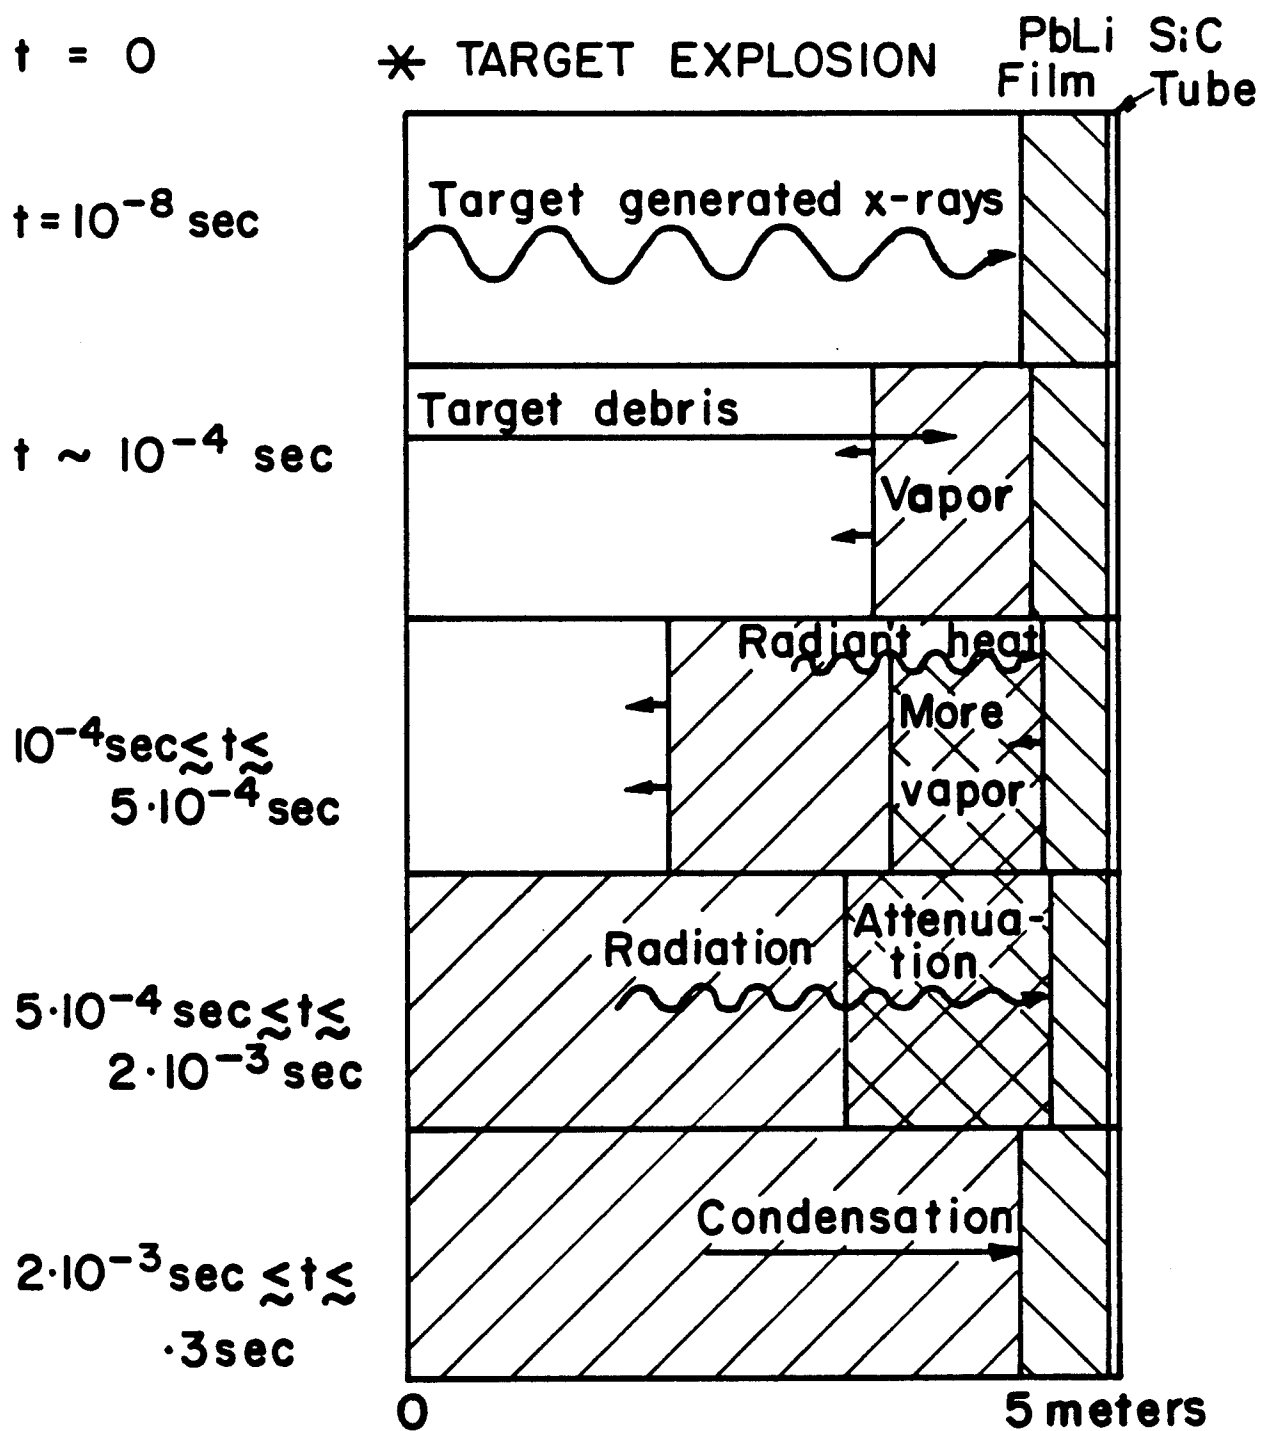 t = 0
* TARGET EXPLOSION
PbLi Film
SiC Tube
t = 10⁻⁸ sec
Target generated x-rays
t ~ 10⁻⁴ sec
Target debris
Vapor
10⁻⁴ sec ≲ t ≲
5·10⁻⁴ sec
Radiant heat
More
vapor
5·10⁻⁴ sec ≲ t ≲
2·10⁻³ sec
Radiation
Attenua-
tion
2·10⁻³ sec ≲ t ≲
.3 sec
Condensation
0
5 meters